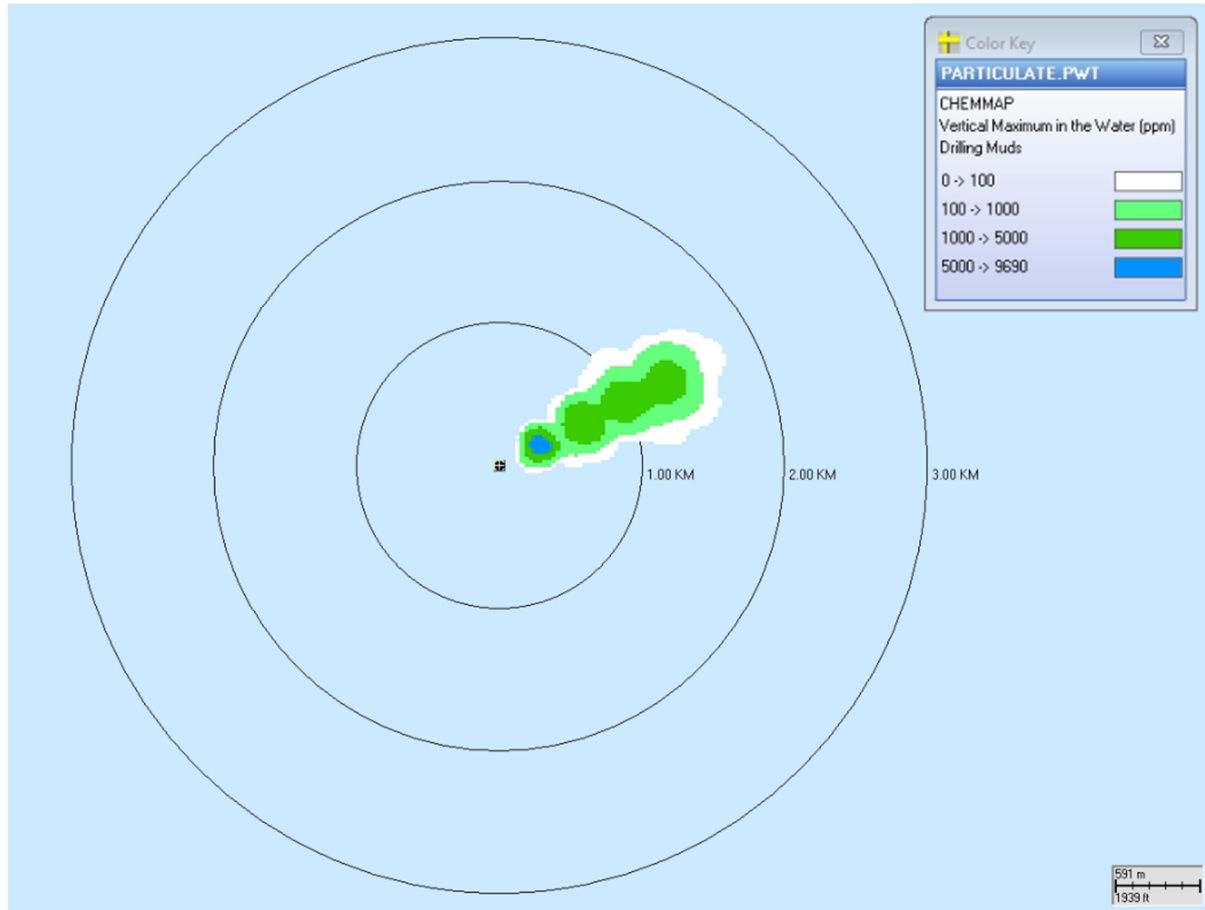 Color Key
PARTICULATE.PWT
CHEMMAP
Vertical Maximum in the Water (ppm)
Drilling Muds
0 -> 100
100 -> 1000
1000 -> 5000
5000 -> 9690
1.00 KM
2.00 KM
3.00 KM
591 m
1939 ft